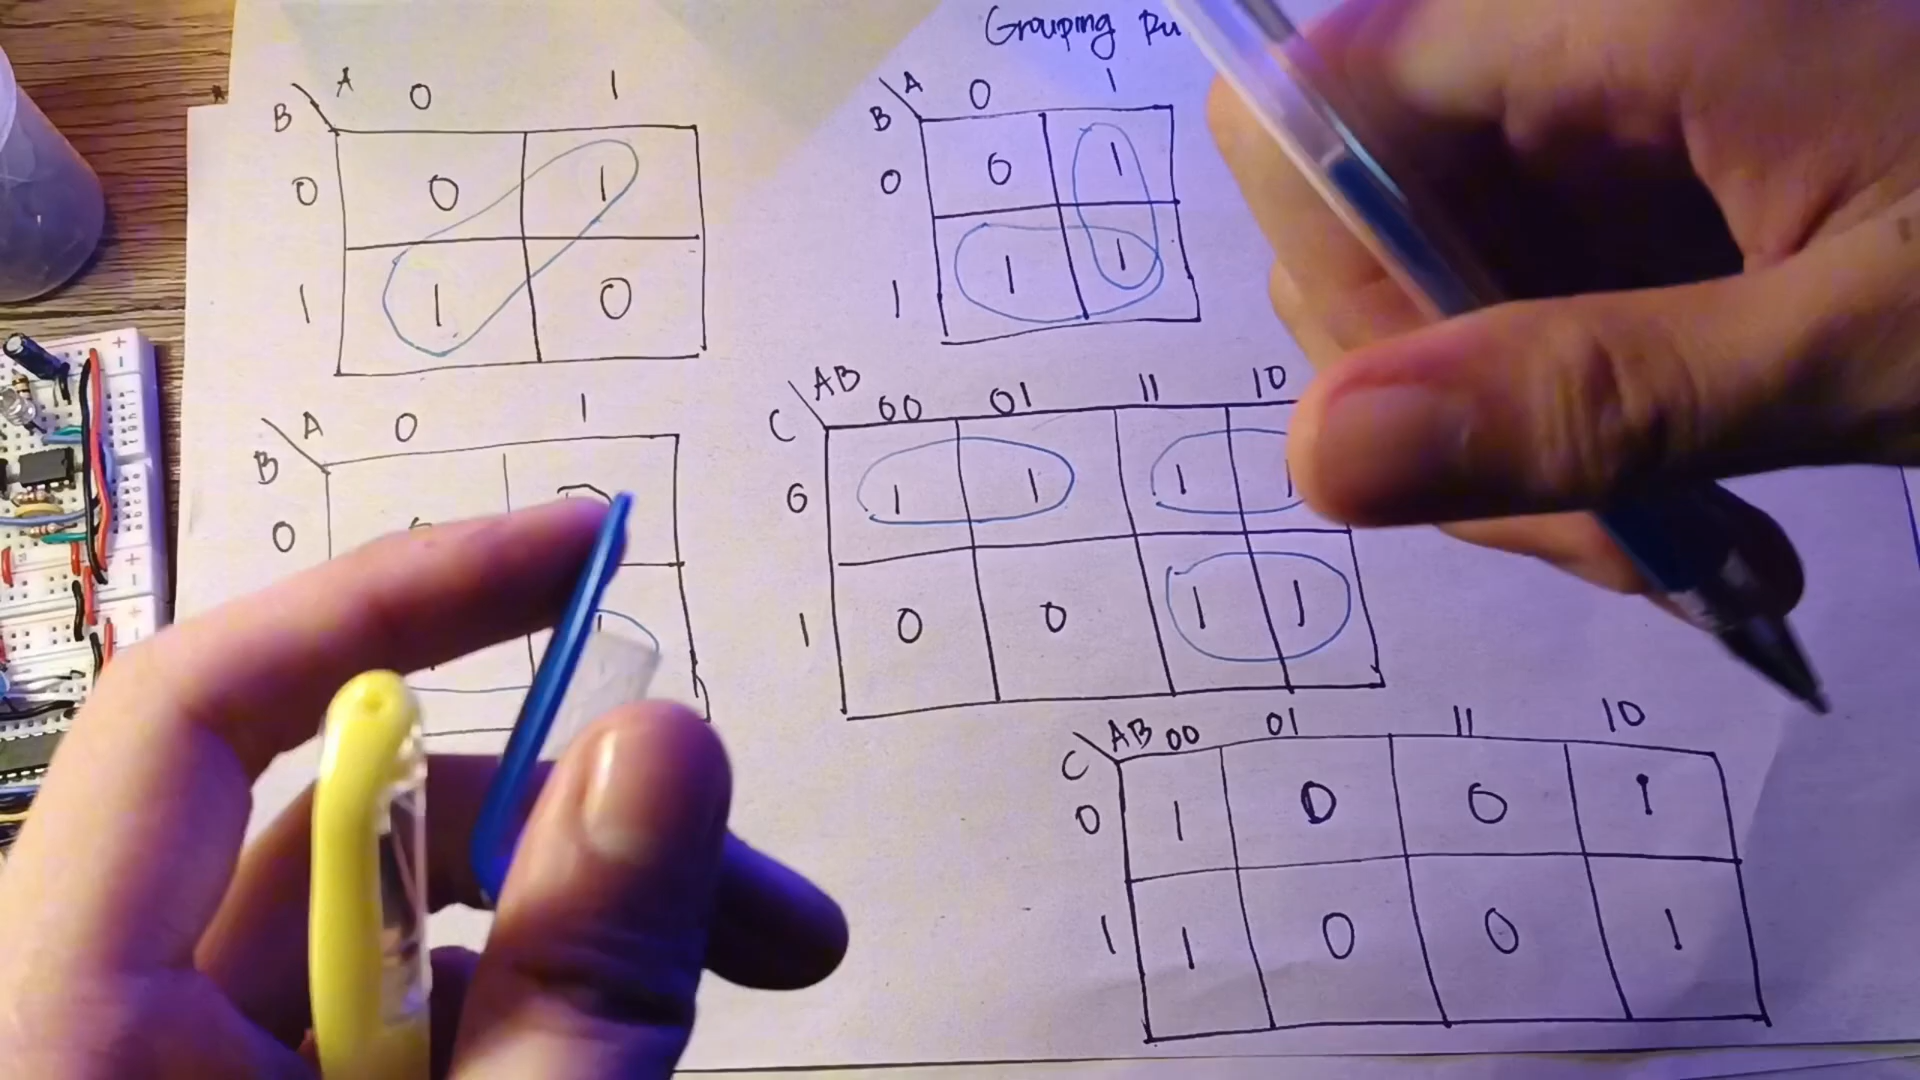 Grouping
A 0 1
B
0 0 1
1 1 0
A 0 1
B
0 0 1
1 1 1
A 0 1
B
0
AB 00 01 11 10
C
0 1 1 1 1
1 0 0 1 1
AB 00 01 11 10
C
0 1 0 0 1
1 1 0 0 1